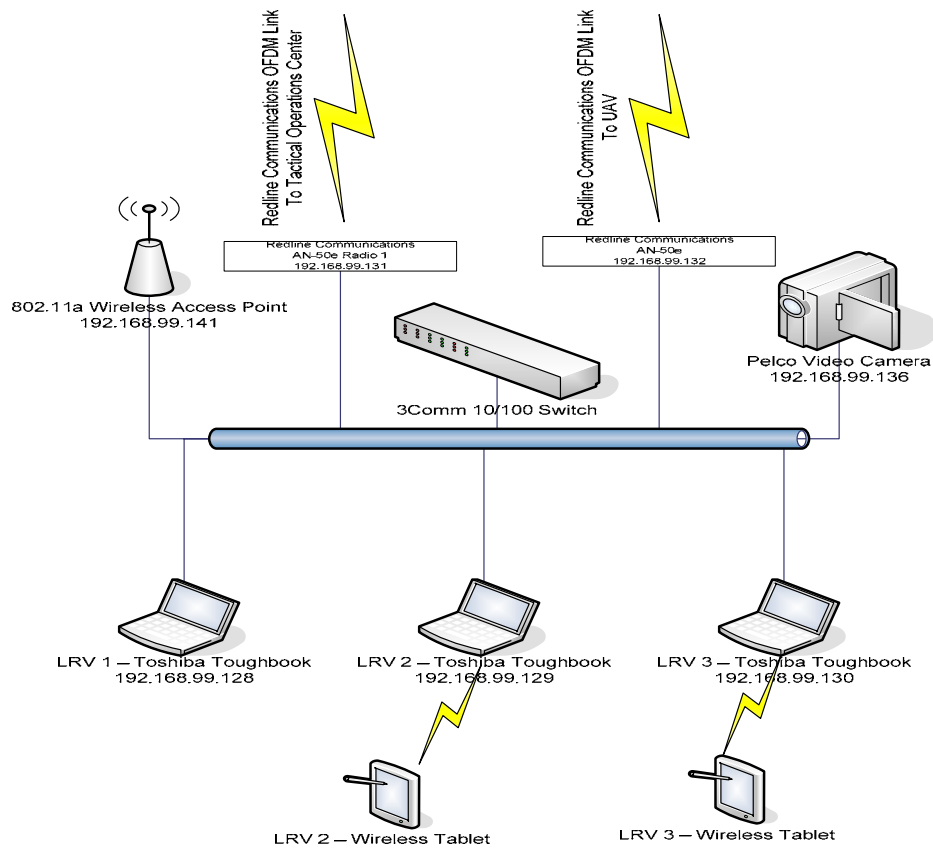 Redline Communications OFDM Link
To Tactical Operations Center
Redline Communications OFDM Link
To UAV
Redline Communications
AN-50e Radio 1
192.168.99.131
Redline Communications
AN-50e
192.168.99.132
802.11a Wireless Access Point
192.168.99.141
3Comm 10/100 Switch
Pelco Video Camera
192.168.99.136
LRV 1 – Toshiba Toughbook
192.168.99.128
LRV 2 – Toshiba Toughbook
192.168.99.129
LRV 3 – Toshiba Toughbook
192.168.99.130
LRV 2 – Wireless Tablet
LRV 3 – Wireless Tablet